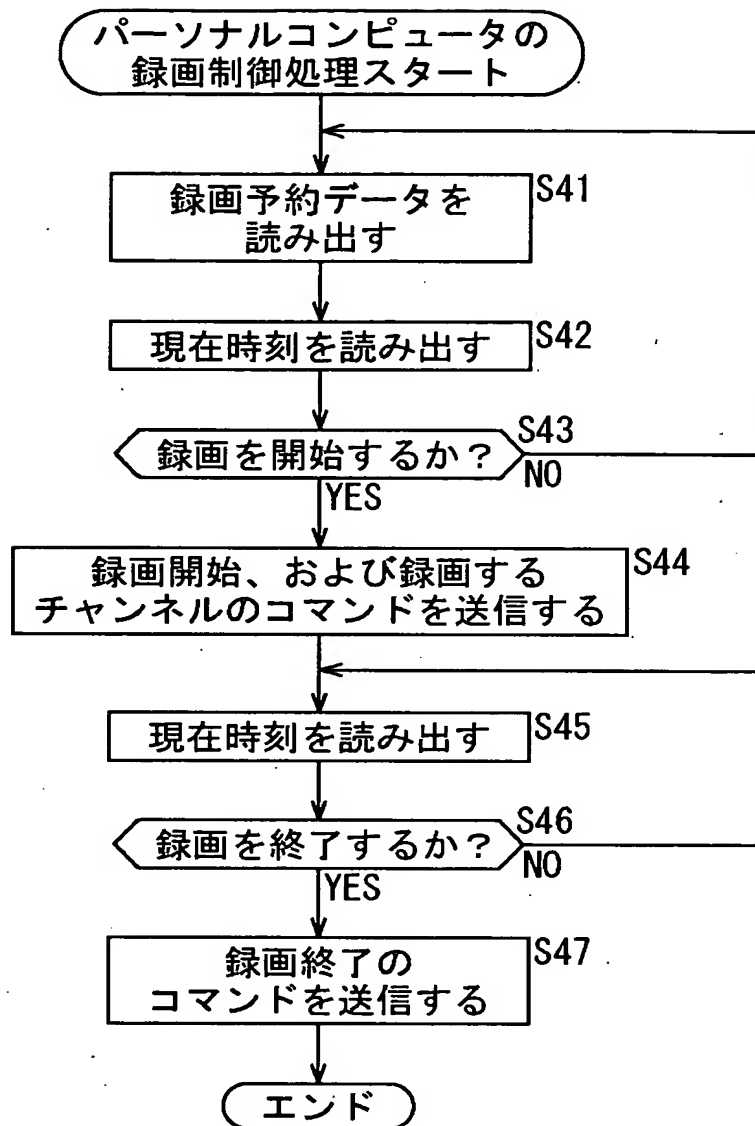 パーソナルコンピュータの
録画制御処理スタート
録画予約データを
読み出す
S41
現在時刻を読み出す
S42
録画を開始するか?
S43
NO
YES
録画開始、および録画する
チャンネルのコマンドを送信する
S44
現在時刻を読み出す
S45
録画を終了するか?
S46
NO
YES
録画終了の
コマンドを送信する
S47
エンド